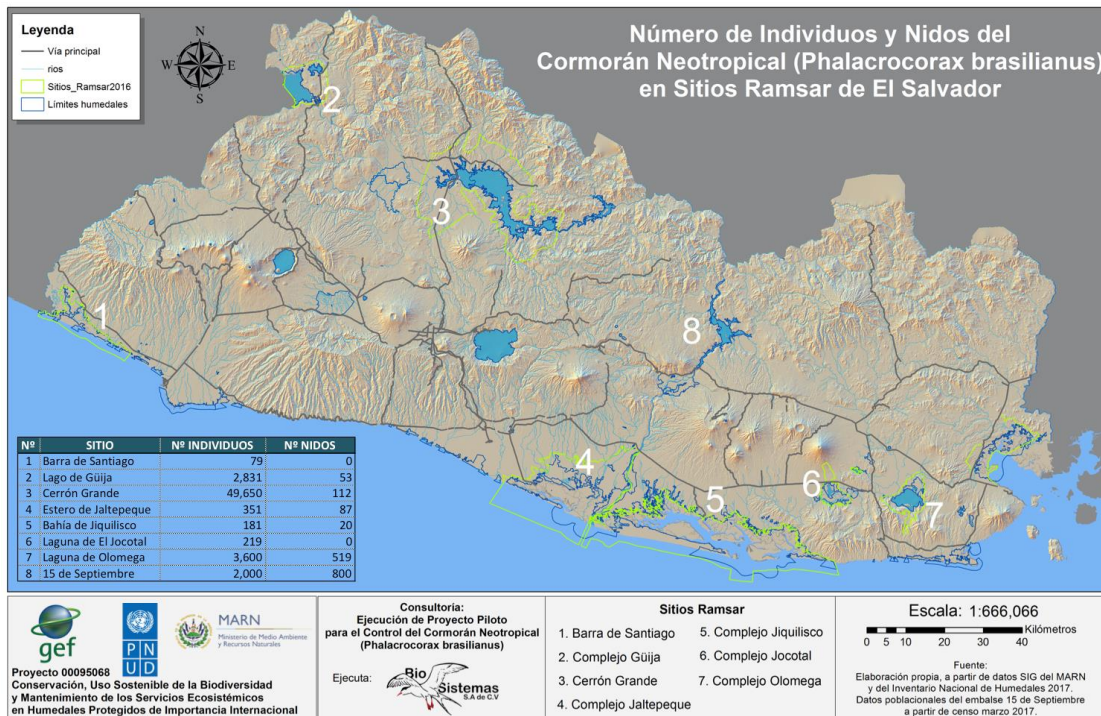 Número de Individuos y Nidos del
Cormorán Neotropical (Phalacrocorax brasilianus)
en Sitios Ramsar de El Salvador
Leyenda
Vía principal
rios
Sitios_Ramsar2016
Límites humedales
N
W E
S
2
3
1
8
4
5
6
7
Nº SITIO Nº INDIVIDUOS Nº NIDOS
1 Barra de Santiago 79 0
2 Lago de Güija 2,831 53
3 Cerrón Grande 49,650 112
4 Estero de Jaltepeque 351 87
5 Bahía de Jiquilisco 181 20
6 Laguna de El Jocotal 219 0
7 Laguna de Olomega 3,600 519
8 15 de Septiembre 2,000 800
gef
P N
U D
MARN
Ministerio de Medio Ambiente
y Recursos Naturales
Proyecto 00095068
Conservación, Uso Sostenible de la Biodiversidad
y Mantenimiento de los Servicios Ecosistémicos
en Humedales Protegidos de Importancia Internacional
Consultoría:
Ejecución de Proyecto Piloto
para el Control del Cormorán Neotropical
(Phalacrocorax brasilianus)
Ejecuta:
Bio
Sistemas
S.A de C.V
Sitios Ramsar
1. Barra de Santiago
2. Complejo Güija
3. Cerrón Grande
4. Complejo Jaltepeque
5. Complejo Jiquilisco
6. Complejo Jocotal
7. Complejo Olomega
Escala: 1:666,066
Kilómetros
0 5 10 20 30 40
Fuente:
Elaboración propia, a partir de datos SIG del MARN
y del Inventario Nacional de Humedales 2017.
Datos poblacionales del embalse 15 de Septiembre
a partir de censo marzo 2017.